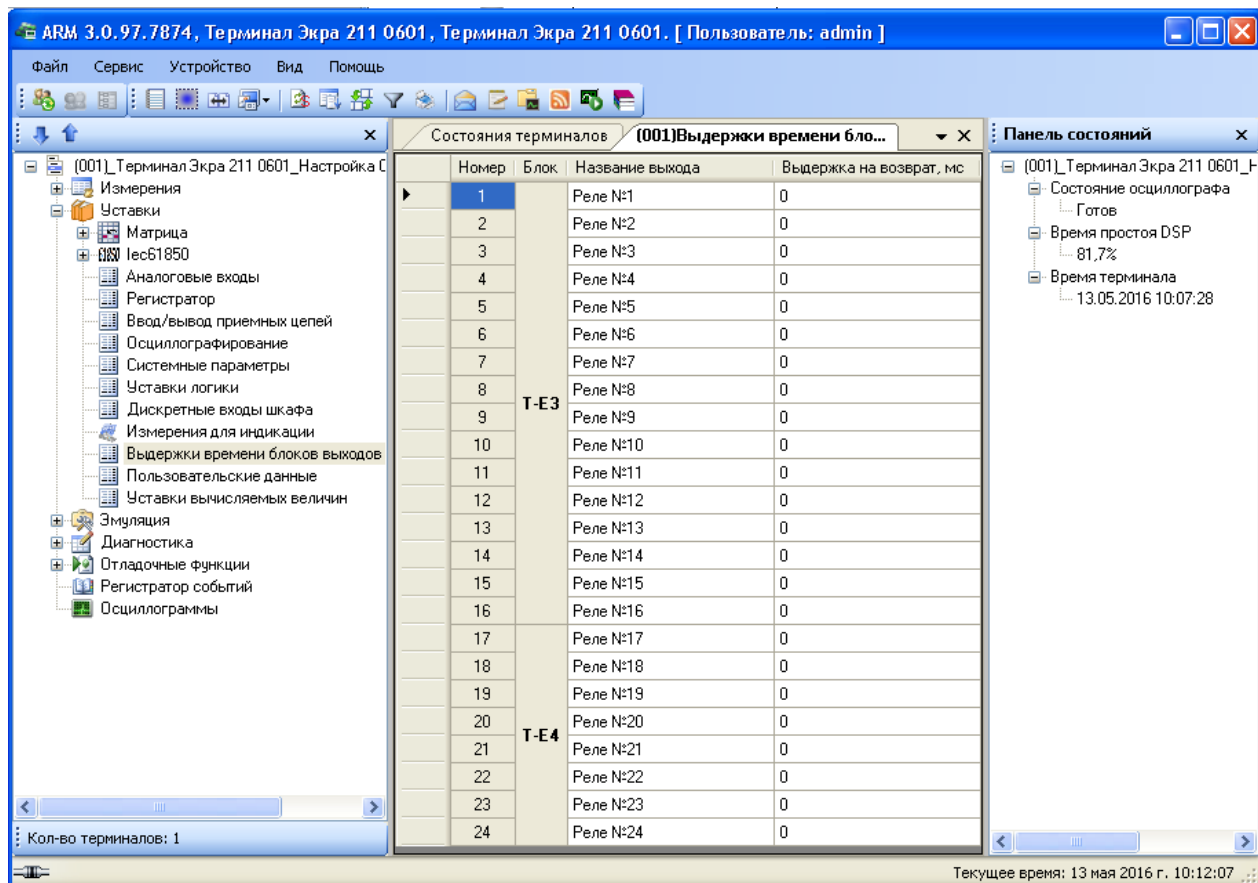 ARM 3.0.97.7874, Терминал Экра 211 0601, Терминал Экра 211 0601. [ Пользователь: admin ]
Файл Сервис Устройство Вид Помощь
(001)_Терминал Экра 211 0601_Настройка С
Измерения
Уставки
Матрица
61850 Iec61850
Аналоговые входы
Регистратор
Ввод/вывод приемных цепей
Осциллографирование
Системные параметры
Уставки логики
Дискретные входы шкафа
Измерения для индикации
Выдержки времени блоков выходов
Пользовательские данные
Уставки вычисляемых величин
Эмуляция
Диагностика
Отладочные функции
Регистратор событий
Осциллограммы
Кол-во терминалов: 1
Состояния терминалов (001)Выдержки времени бло...
Номер Блок Название выхода Выдержка на возврат, мс
1 Реле №1 0
2 Реле №2 0
3 Реле №3 0
4 Реле №4 0
5 Реле №5 0
6 Реле №6 0
7 Реле №7 0
8 Реле №8 0
T-E3
9 Реле №9 0
10 Реле №10 0
11 Реле №11 0
12 Реле №12 0
13 Реле №13 0
14 Реле №14 0
15 Реле №15 0
16 Реле №16 0
17 Реле №17 0
18 Реле №18 0
19 Реле №19 0
20 Реле №20 0
T-E4
21 Реле №21 0
22 Реле №22 0
23 Реле №23 0
24 Реле №24 0
Панель состояний
(001)_Терминал Экра 211 0601_Н
Состояние осциллографа
Готов
Время простоя DSP
81,7%
Время терминала
13.05.2016 10:07:28
Текущее время: 13 мая 2016 г. 10:12:07